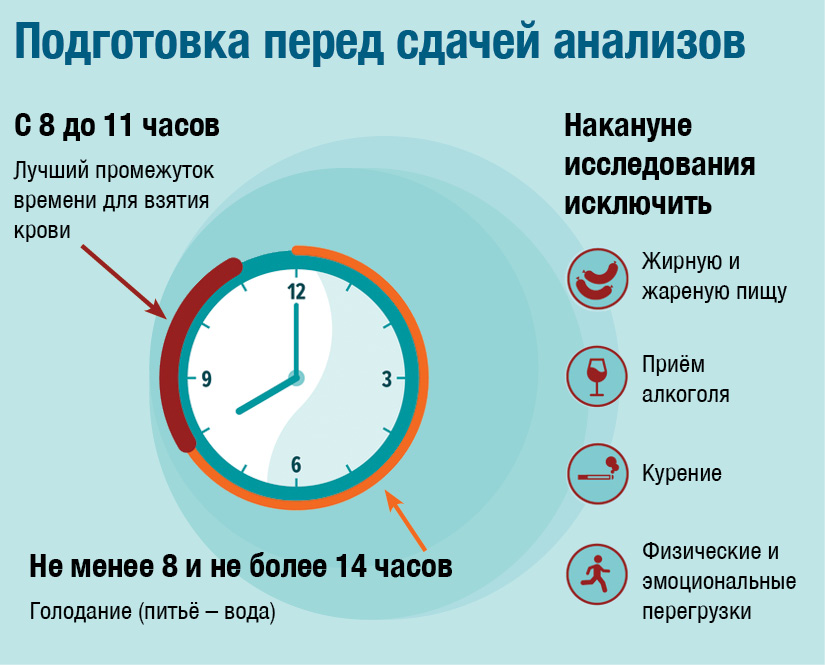 Подготовка перед сдачей анализов
С 8 до 11 часов
Лучший промежуток
времени для взятия
крови
12
9
3
6
Не менее 8 и не более 14 часов
Голодание (питьё – вода)
Накануне
исследования
исключить
Жирную и
жареную пищу
Приём
алкоголя
Курение
Физические и
эмоциональные
перегрузки